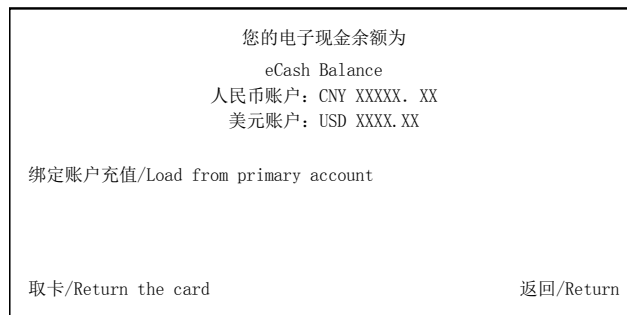 您的电子现金余额为
eCash Balance
人民币账户：CNY XXXXX. XX
美元账户：USD XXXX.XX
绑定账户充值/Load from primary account
取卡/Return the card
返回/Return